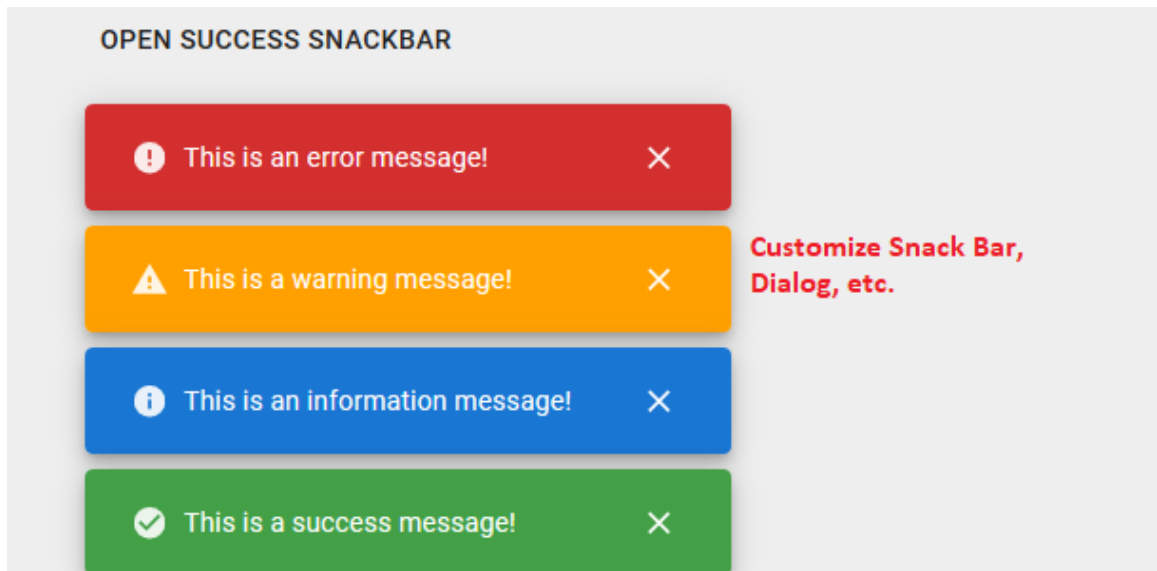 OPEN SUCCESS SNACKBAR
This is an error message!
This is a warning message!
Customize Snack Bar,
Dialog, etc.
This is an information message!
This is a success message!